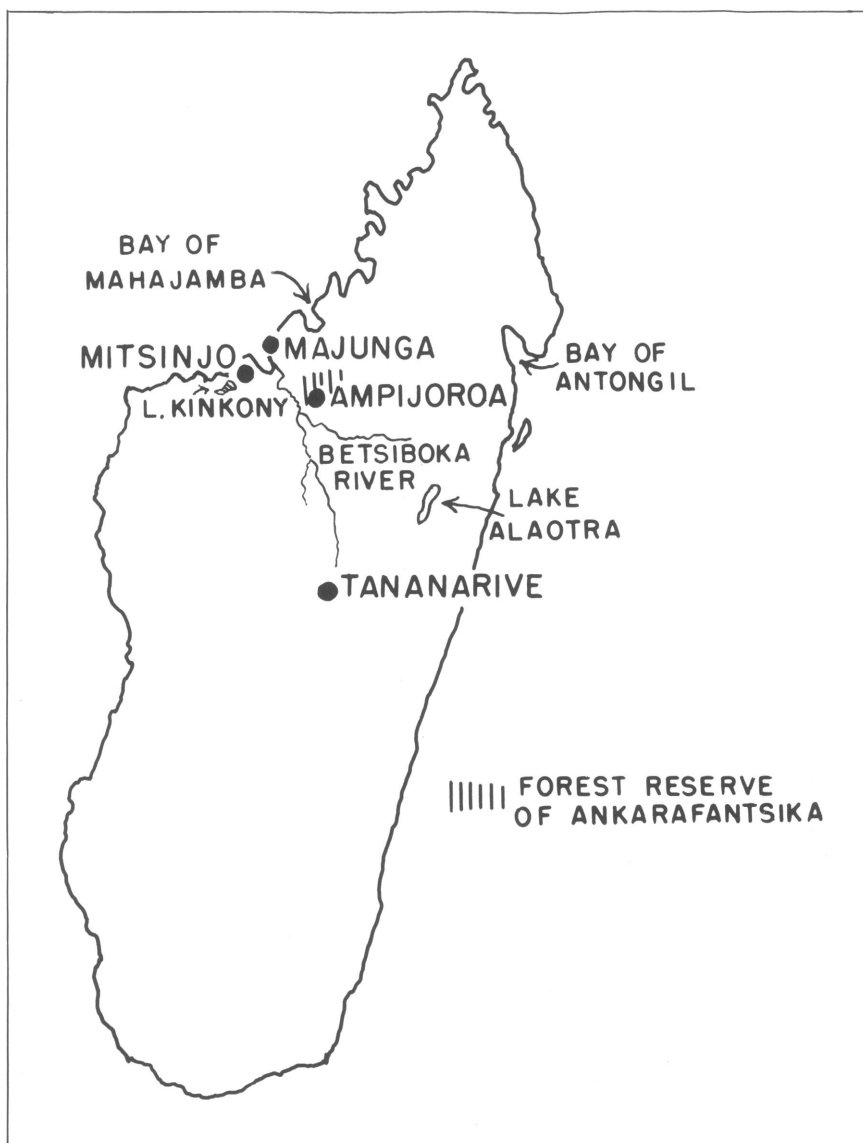 BAY OF
MAHAJAMBA
MITSINJO
MAJUNGA
L. KINKONY
AMPIJOROA
BAY OF
ANTONGIL
BETSIBOKA
RIVER
LAKE
ALAOTRA
TANANARIVE
FOREST RESERVE
OF ANKARAFANTSIKA